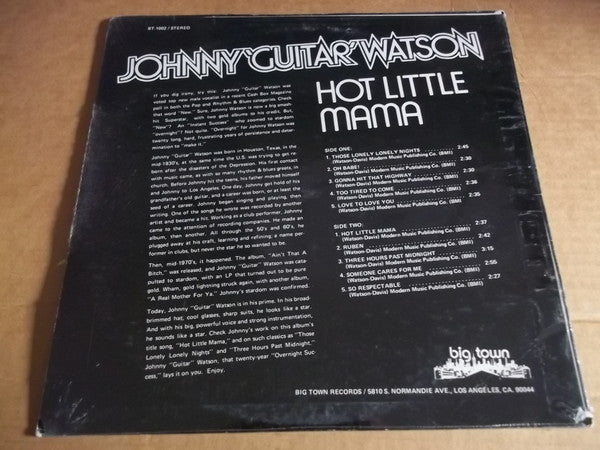 BT-1002 / STEREO
JOHNNY "GUITAR" WATSON
HOT LITTLE
MAMA
If you dig irony, try this: Johnny "Guitar" Watson was
voted top new male vocalist in a recent Cash Box Magazine
poll in both the Pop and Rhythm & Blues categories. Check
that word "New." Sure, Johnny Watson is now a big smash-
hit Superstar, with two gold albums to his credit. But,
"New"? An "Instant Success" who zoomed to stardom
"overnight"? Not quite. "Overnight" for Johnny Watson was
twenty long, hard, frustrating years of persistence and deter-
mination to "make it."
Johnny "Guitar" Watson was born in Houston, Texas, in the
mid-1930's, at the same time the U.S. was trying to get re-
born after the disasters of the Depression. His first contact
with music came, as with so many rhythm & blues greats, in
church. Before Johnny hit the teens, his father moved himself
and Johnny to Los Angeles. One day, Johnny got hold of his
grandfather's old guitar, and a career was born, or at least the
seed of a career. Johnny began singing and playing, then
writing. One of the songs he wrote was recorded by another
artist and became a hit. Working as a club performer, Johnny
came to the attention of recording companies. He made an
album, then another. All through the 50's and 60's, he
plugged away at his craft, learning and refining; a name per-
former in clubs, but never the star he so wanted to be.
Then, mid-1970's, it happened. The album, "Ain't That A
Bitch," was released, and Johnny "Guitar" Watson was cata-
pulted to stardom, with an LP that turned out to be pure
gold. Wham, gold lightning struck again, with another album,
"A Real Mother For Ya." Johnny's stardom was confirmed.
Today, Johnny "Guitar" Watson is in his prime. In his broad
brimmed hat, cool glasses, sharp suits, he looks like a star.
And with his big, powerful voice and strong instrumentation,
he sounds like a star. Check Johnny's work on this album's
title song, "Hot Little Mama," and on such classics as "Those
Lonely Lonely Nights" and "Three Hours Past Midnight."
Johnny "Guitar" Watson, that twenty-year "Overnight Suc-
cess," lays it on you. Enjoy.
SIDE ONE:
1. THOSE LONELY LONELY NIGHTS ........ 2:45
(Watson-Davis) Modern Music Publishing Co. (BMI)
2. OH BABE! ........ 2:39
(Watson-Davis) Modern Music Publishing Co. (BMI)
3. GONNA HIT THAT HIGHWAY ........ 2:30
(Watson-Davis) Modern Music Publishing Co. (BMI)
4. TOO TIRED TO COME ........ 2:30
(Watson-Davis) Modern Music Publishing Co. (BMI)
5. LOVE TO LOVE YOU ........ 2:35
(Watson-Davis) Modern Music Publishing Co. (BMI)
SIDE TWO:
1. HOT LITTLE MAMA ........ 2:37
(Watson-Davis) Modern Music Publishing Co. (BMI)
2. RUBEN ........ 2:42
(Watson-Davis) Modern Music Publishing Co. (BMI)
3. THREE HOURS PAST MIDNIGHT ........ 3:15
(Watson-Davis) Modern Music Publishing Co. (BMI)
4. SOMEONE CARES FOR ME ........ 2:55
(Watson-Davis) Modern Music Publishing Co. (BMI)
5. SO RESPECTABLE ........ 2:27
(Watson-Davis) Modern Music Publishing Co. (BMI)
big town
BIG TOWN RECORDS / 5810 S. NORMANDIE AVE., LOS ANGELES, CA. 90044